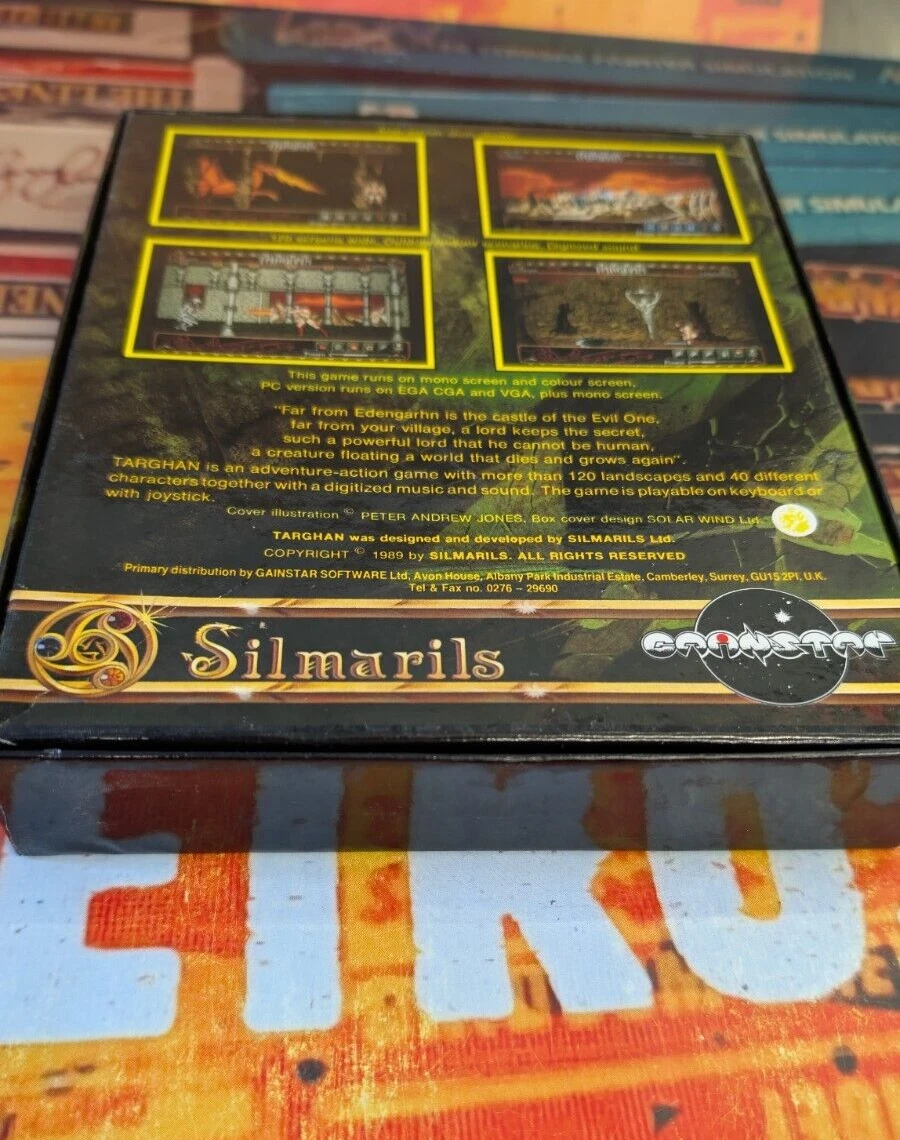 SIMULATION
SIMULATIO
SIMULA
This game runs on mono screen and colour screen,
PC version runs on EGA CGA and VGA, plus mono screen.
"Far from Edengarhn is the castle of the Evil One,
far from your village, a lord keeps the secret,
such a powerful lord that he cannot be human,
a creature floating a world that dies and grows again".
TARGHAN is an adventure-action game with more than 120 landscapes and 40 different
characters together with a digitized music and sound. The game is playable on keyboard or
with joystick.
Cover illustration © PETER ANDREW JONES. Box cover design SOLAR WIND Ltd.
TARGHAN was designed and developed by SILMARILS Ltd.
COPYRIGHT © 1989 by SILMARILS. ALL RIGHTS RESERVED
Primary distribution by GAINSTAR SOFTWARE Ltd, Avon House, Albany Park Industrial Estate, Camberley, Surrey, GU15 2PI, U.K.
Tel & Fax no. 0276 - 29690
Silmarils
GAINSTAR
ETRO